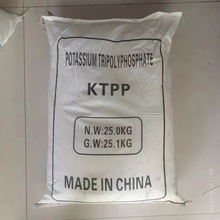 POTASSIUM TRIPOLYPHOSPHATE
KTPP
N.W:25.0KG
G.W:25.1KG
MADE IN CHINA